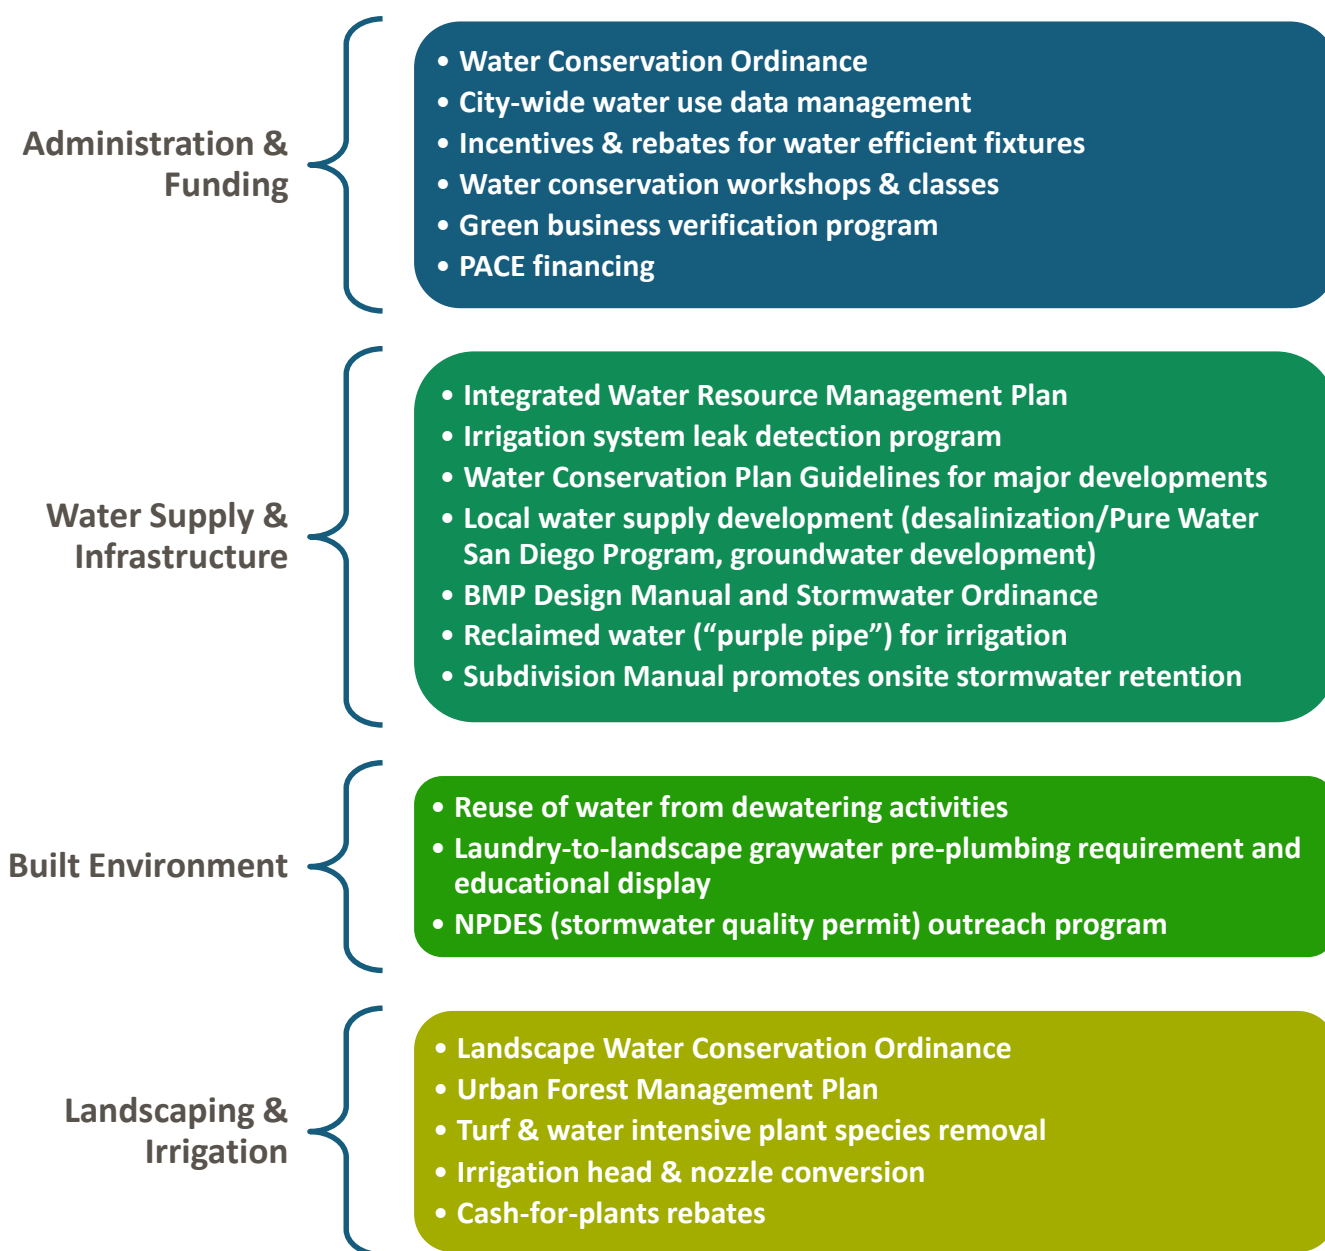 Administration &
Funding
• Water Conservation Ordinance
• City-wide water use data management
• Incentives & rebates for water efficient fixtures
• Water conservation workshops & classes
• Green business verification program
• PACE financing
Water Supply &
Infrastructure
• Integrated Water Resource Management Plan
• Irrigation system leak detection program
• Water Conservation Plan Guidelines for major developments
• Local water supply development (desalinization/Pure Water
San Diego Program, groundwater development)
• BMP Design Manual and Stormwater Ordinance
• Reclaimed water (“purple pipe”) for irrigation
• Subdivision Manual promotes onsite stormwater retention
Built Environment
• Reuse of water from dewatering activities
• Laundry-to-landscape graywater pre-plumbing requirement and
educational display
• NPDES (stormwater quality permit) outreach program
Landscaping &
Irrigation
• Landscape Water Conservation Ordinance
• Urban Forest Management Plan
• Turf & water intensive plant species removal
• Irrigation head & nozzle conversion
• Cash-for-plants rebates